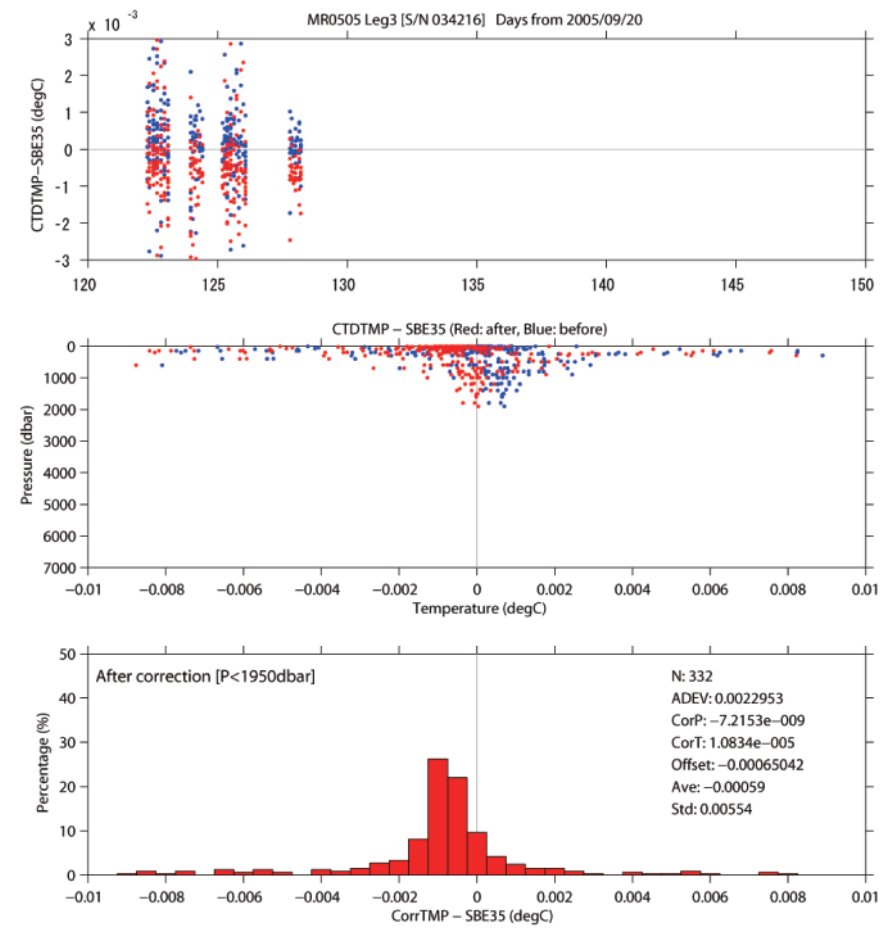 MR0505 Leg3 [S/N 034216]   Days from 2005/09/20
x 10 -3
CTDTMP−SBE35 (degC)
3
2
1
0
-1
-2
-3
120 125 130 135 140 145 150
CTDTMP − SBE35 (Red: after, Blue: before)
Pressure (dbar)
0
1000
2000
3000
4000
5000
6000
7000
−0.01 −0.008 −0.006 −0.004 −0.002 0 0.002 0.004 0.006 0.008 0.01
Temperature (degC)
After correction [P<1950dbar]
N: 332
ADEV: 0.0022953
CorP: −7.2153e−009
CorT: 1.0834e−005
Offset: −0.00065042
Ave: −0.00059
Std: 0.00554
Percentage (%)
50
40
30
20
10
0
−0.01 −0.008 −0.006 −0.004 −0.002 0 0.002 0.004 0.006 0.008 0.01
CorrTMP − SBE35 (degC)